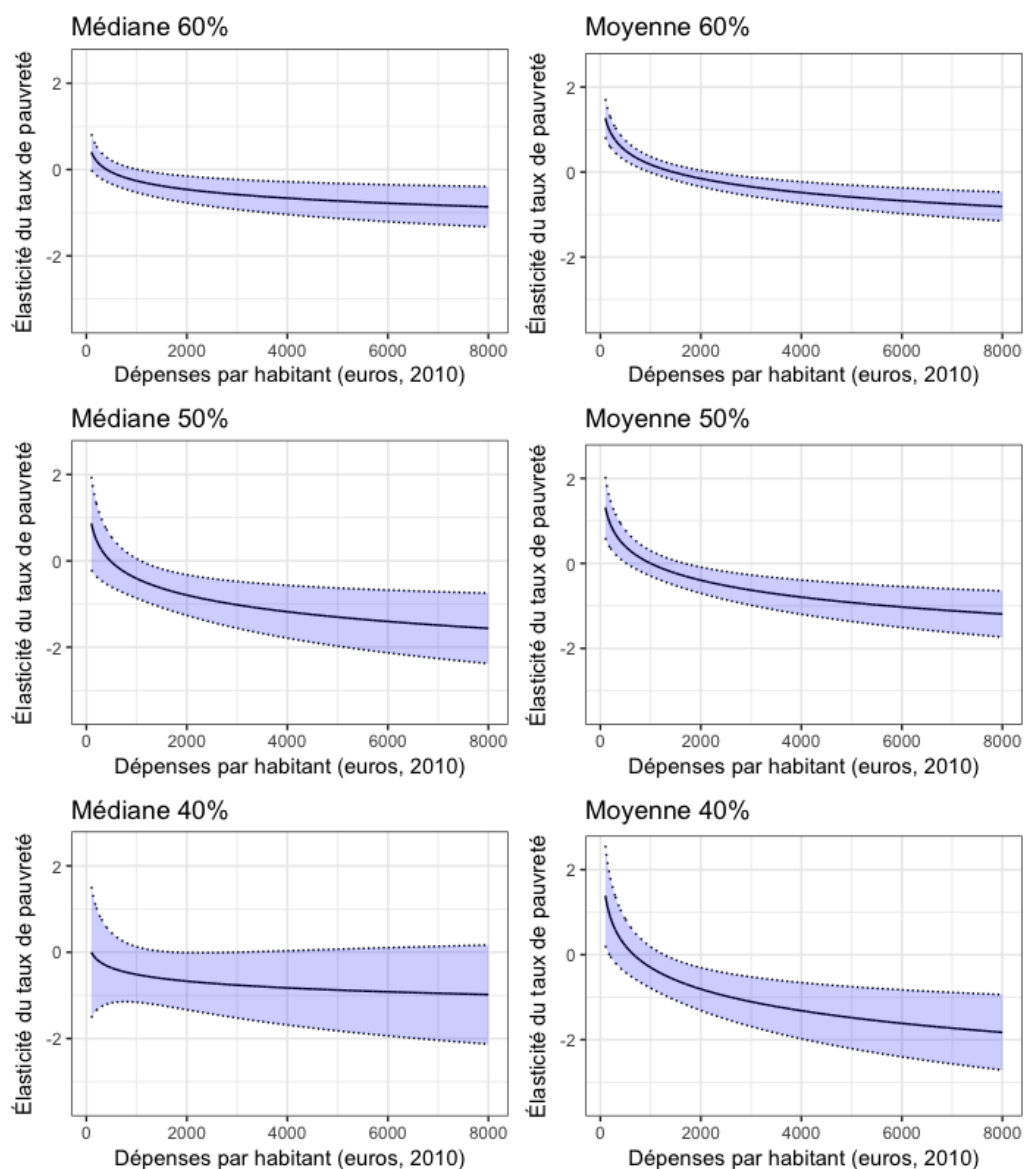 Médiane 60%
Élasticité du taux de pauvreté
2
0
-2
0 2000 4000 6000 8000
Dépenses par habitant (euros, 2010)
Moyenne 60%
Élasticité du taux de pauvreté
2
0
-2
0 2000 4000 6000 8000
Dépenses par habitant (euros, 2010)
Médiane 50%
Élasticité du taux de pauvreté
2
0
-2
0 2000 4000 6000 8000
Dépenses par habitant (euros, 2010)
Moyenne 50%
Élasticité du taux de pauvreté
2
0
-2
0 2000 4000 6000 8000
Dépenses par habitant (euros, 2010)
Médiane 40%
Élasticité du taux de pauvreté
2
0
-2
0 2000 4000 6000 8000
Dépenses par habitant (euros, 2010)
Moyenne 40%
Élasticité du taux de pauvreté
2
0
-2
0 2000 4000 6000 8000
Dépenses par habitant (euros, 2010)